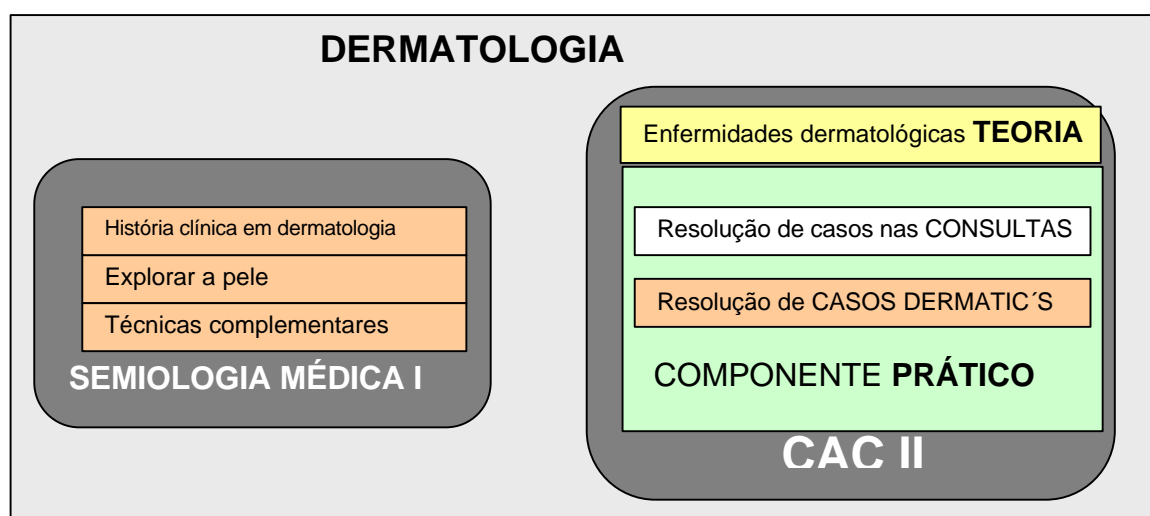 DERMATOLOGIA
História clínica em dermatologia
Explorar a pele
Técnicas complementares
SEMIOLOGIA MÉDICA I
Enfermidades dermatológicas TEORIA
Resolução de casos nas CONSULTAS
Resolução de CASOS DERMATIC´S
COMPONENTE PRÁTICO
CAC II